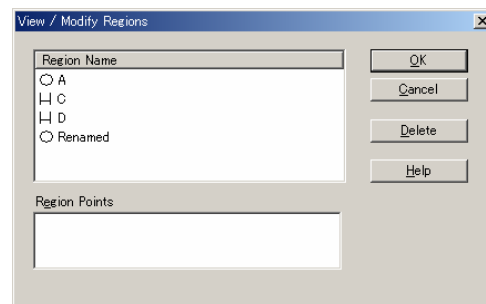 View / Modify Regions
Region Name
A
C
D
Renamed
OK
Cancel
Delete
Help
Region Points